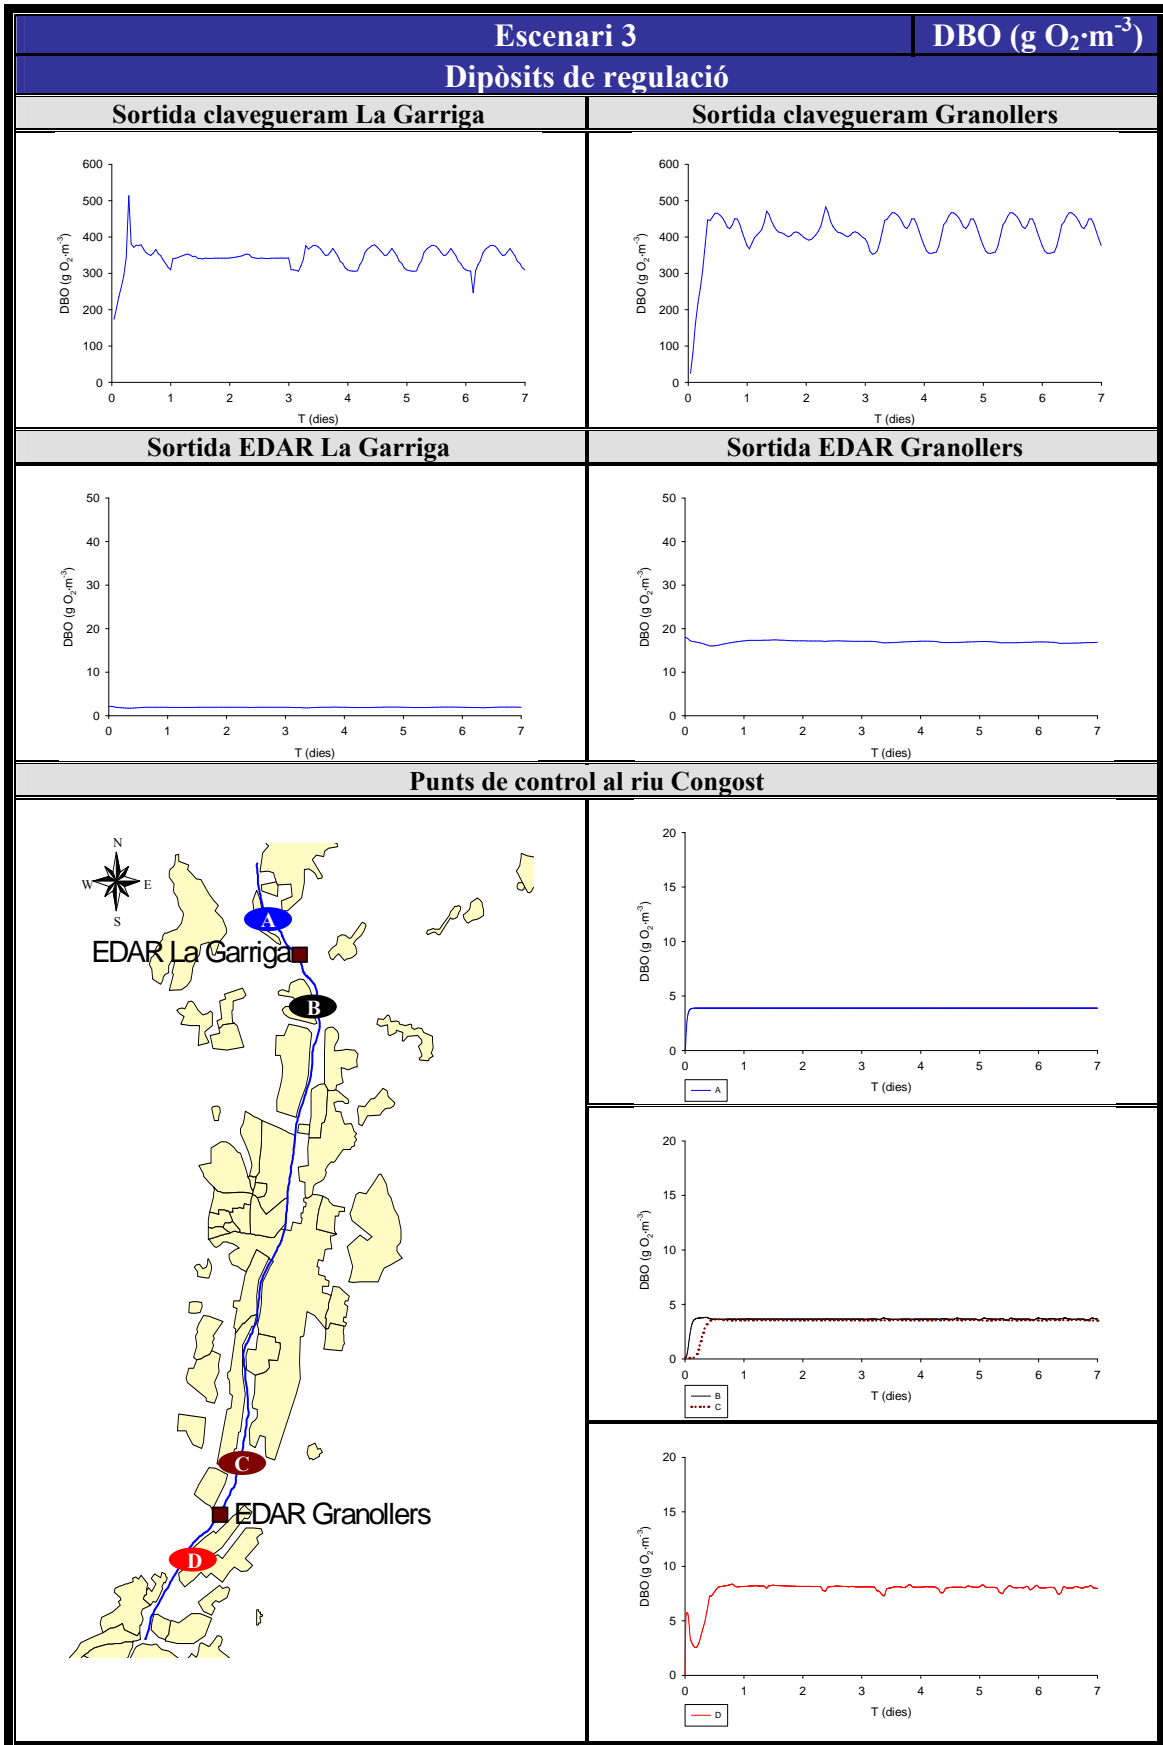 Escenari 3
DBO (g O₂·m⁻³)
Dipòsits de regulació
Sortida clavegueram La Garriga
Sortida clavegueram Granollers
600
500
400
300
200
100
0
DBO (g O₂·m⁻³)
0 1 2 3 4 5 6 7
T (dies)
600
500
400
300
200
100
0
DBO (g O₂·m⁻³)
0 1 2 3 4 5 6 7
T (dies)
Sortida EDAR La Garriga
Sortida EDAR Granollers
50
40
30
20
10
0
DBO (g O₂·m⁻³)
0 1 2 3 4 5 6 7
T (dies)
50
40
30
20
10
0
DBO (g O₂·m⁻³)
0 1 2 3 4 5 6 7
T (dies)
Punts de control al riu Congost
N
W E
S
A
EDAR La Garriga
B
C
EDAR Granollers
D
20
15
10
5
0
DBO (g O₂·m⁻³)
0 1 2 3 4 5 6 7
T (dies)
A
20
15
10
5
0
DBO (g O₂·m⁻³)
0 1 2 3 4 5 6 7
T (dies)
B
C
20
15
10
5
0
DBO (g O₂·m⁻³)
0 1 2 3 4 5 6 7
T (dies)
D